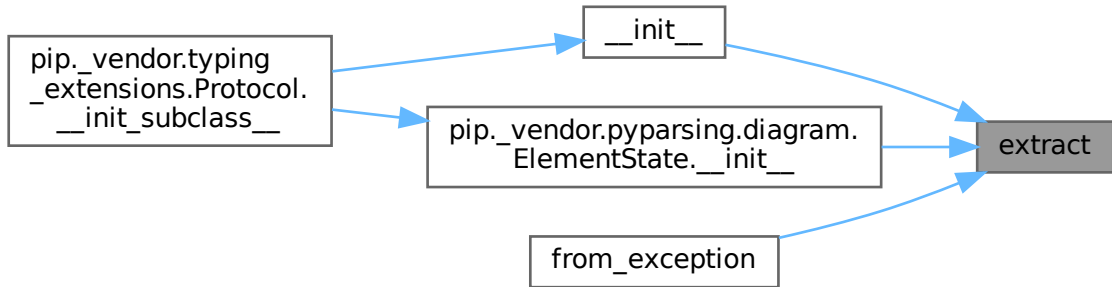 pip._vendor.typing
_extensions.Protocol.
__init_subclass__
__init__
pip._vendor.pyparsing.diagram.
ElementState.__init__
from_exception
extract